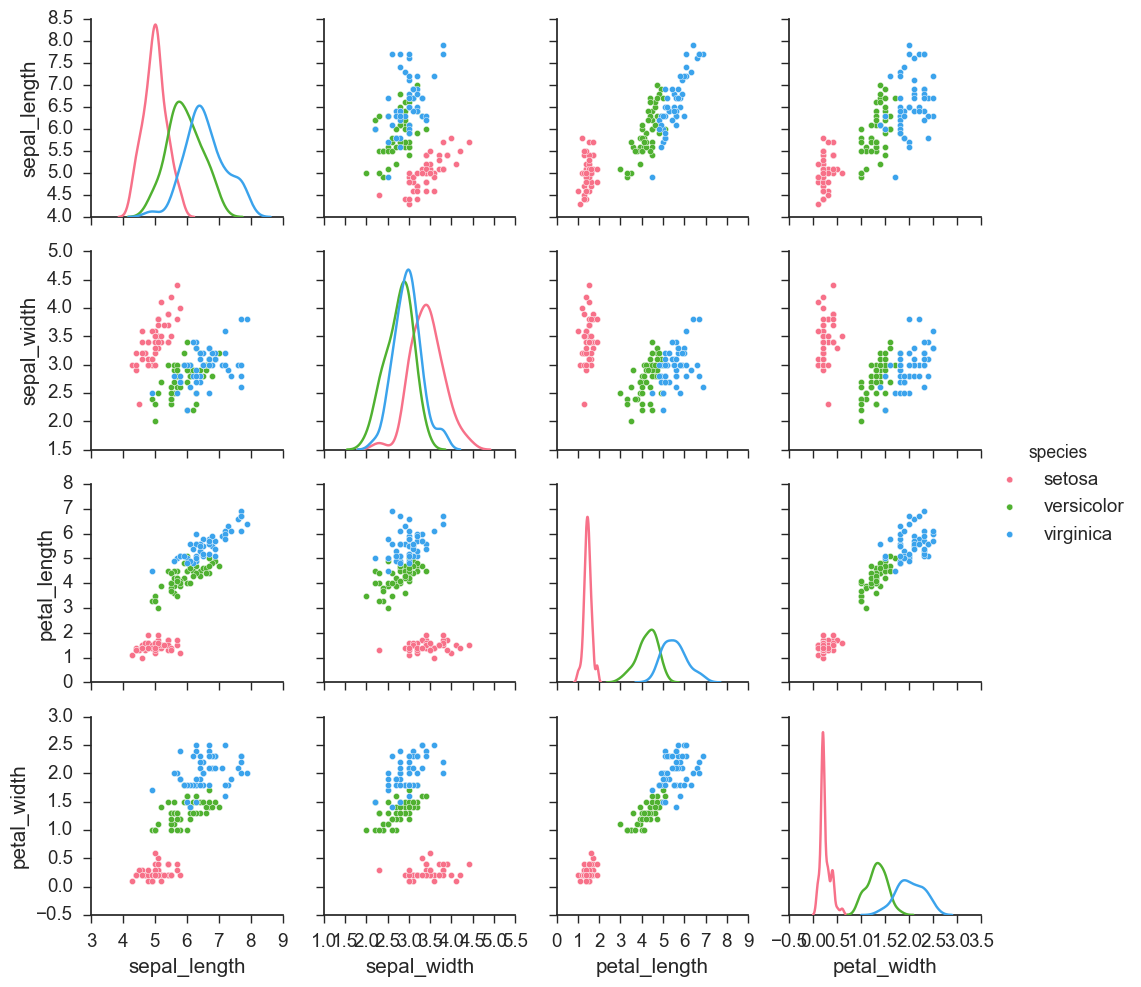 8.5
8.0
7.5
7.0
6.5
6.0
5.5
5.0
4.5
4.0
sepal_length
5.0
4.5
4.0
3.5
3.0
2.5
2.0
1.5
sepal_width
species
setosa
versicolor
virginica
8
7
6
5
4
3
2
1
0
petal_length
3.0
2.5
2.0
1.5
1.0
0.5
0.0
−0.5
petal_width
3 4 5 6 7 8 9
sepal_length
1.0 1.5 2.0 2.5 3.0 3.5 4.0 4.5 5.0 5.5
sepal_width
0 1 2 3 4 5 6 7 8 9
petal_length
−0.5 0.0 0.5 1.0 1.5 2.0 2.5 3.0 3.5
petal_width